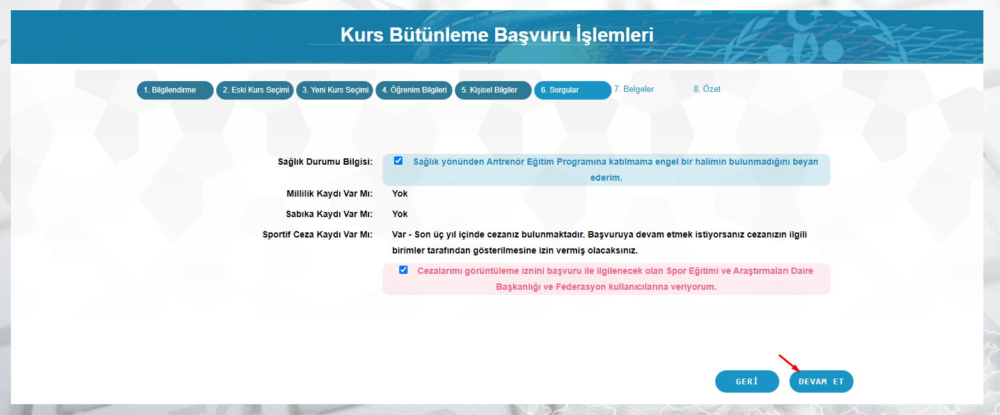 Kurs Bütünleme Başvuru İşlemleri
1. Bilgilendirme 2. Eski Kurs Seçimi 3. Yeni Kurs Seçimi 4. Öğrenim Bilgileri 5. Kişisel Bilgiler 6. Sorgular 7. Belgeler 8. Özet
Sağlık Durumu Bilgisi: Sağlık yönünden Antrenör Eğitim Programına katılmama engel bir halimin bulunmadığını beyan
ederim.
Millilik Kaydı Var Mı: Yok
Sabıka Kaydı Var Mı: Yok
Sportif Ceza Kaydı Var Mı: Var - Son üç yıl içinde cezanız bulunmaktadır. Başvuruya devam etmek istiyorsanız cezanızın ilgili
birimler tarafından gösterilmesine izin vermiş olacaksınız.
Cezalarımı görüntüleme iznini başvuru ile ilgilenecek olan Spor Eğitimi ve Araştırmaları Daire
Başkanlığı ve Federasyon kullanıcılarına veriyorum.
GERİ DEVAM ET